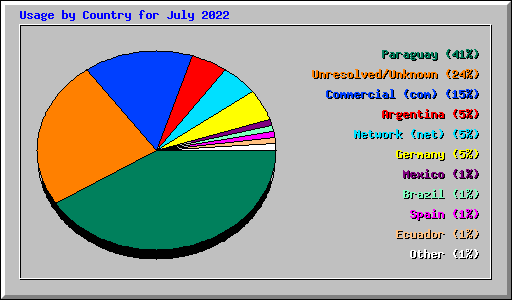 Usage by Country for July 2022
Paraguay (41%)
Unresolved/Unknown (24%)
Commercial (com) (15%)
Argentina (5%)
Network (net) (5%)
Germany (5%)
Mexico (1%)
Brazil (1%)
Spain (1%)
Ecuador (1%)
Other (1%)